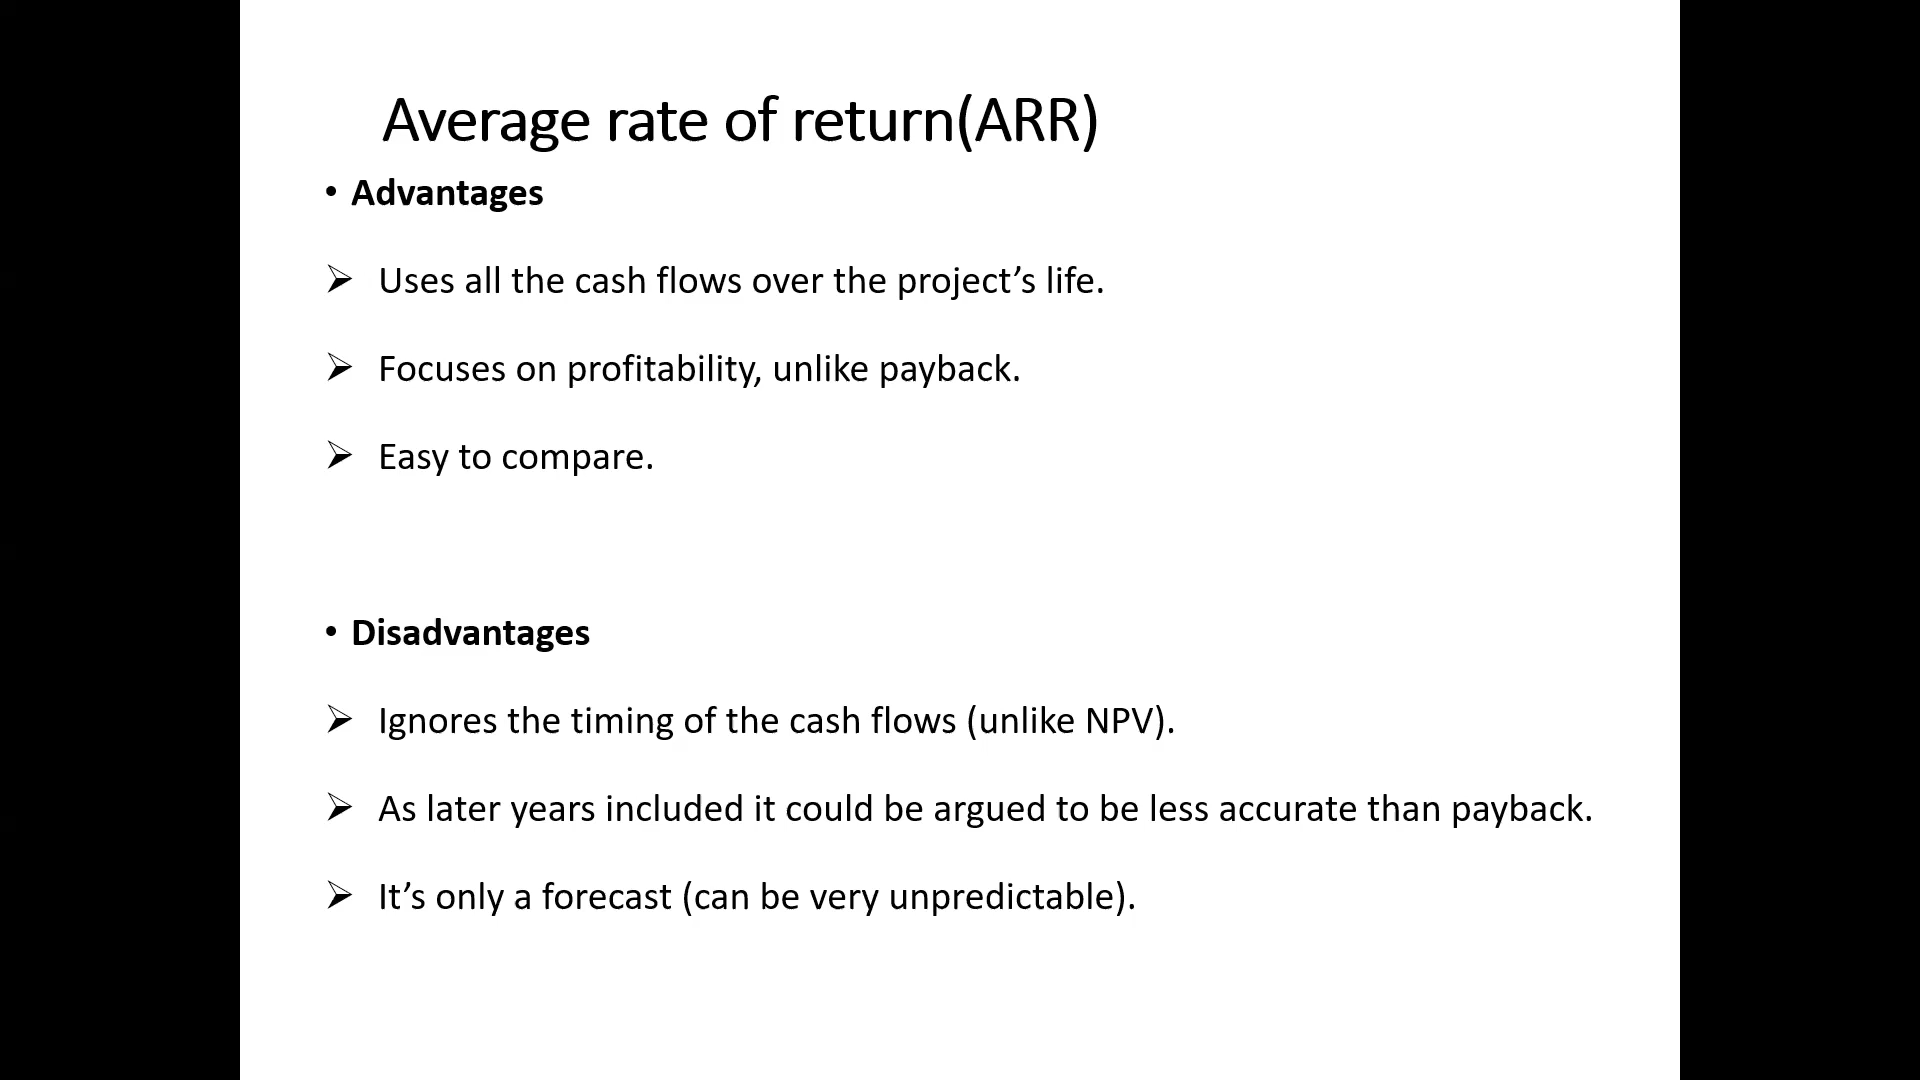 Average rate of return(ARR)
• Advantages
➢ Uses all the cash flows over the project’s life.
➢ Focuses on profitability, unlike payback.
➢ Easy to compare.
• Disadvantages
➢ Ignores the timing of the cash flows (unlike NPV).
➢ As later years included it could be argued to be less accurate than payback.
➢ It’s only a forecast (can be very unpredictable).